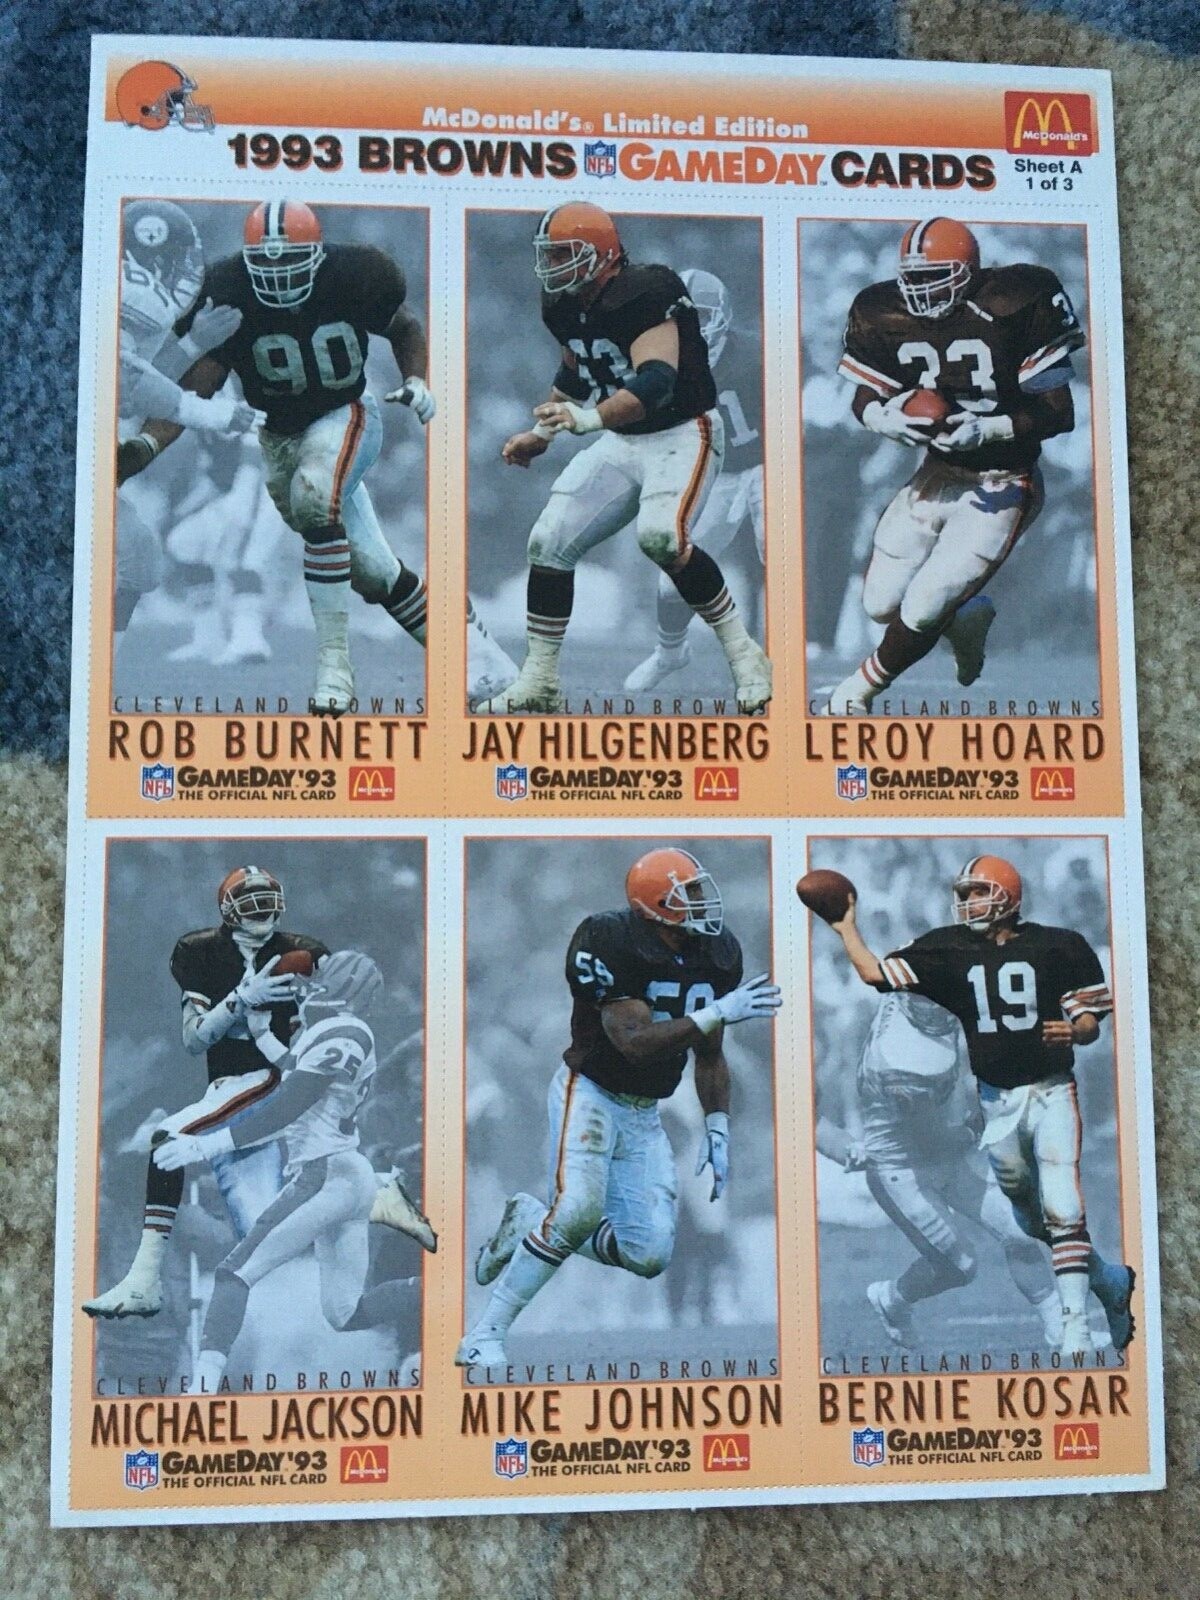 McDonald's® Limited Edition
1993 BROWNS NFL GAMEDAY™ CARDS
McDonald's
Sheet A
1 of 3
90
CLEVELAND BROWNS
ROB BURNETT
NFL GAMEDAY '93 McDonald's
THE OFFICIAL NFL CARD
63
CLEVELAND BROWNS
JAY HILGENBERG
NFL GAMEDAY '93 McDonald's
THE OFFICIAL NFL CARD
33
33
CLEVELAND BROWNS
LEROY HOARD
NFL GAMEDAY '93 McDonald's
THE OFFICIAL NFL CARD
25
CLEVELAND BROWNS
MICHAEL JACKSON
NFL GAMEDAY '93 McDonald's
THE OFFICIAL NFL CARD
59
59
CLEVELAND BROWNS
MIKE JOHNSON
NFL GAMEDAY '93 McDonald's
THE OFFICIAL NFL CARD
19
CLEVELAND BROWNS
BERNIE KOSAR
NFL GAMEDAY '93 McDonald's
THE OFFICIAL NFL CARD